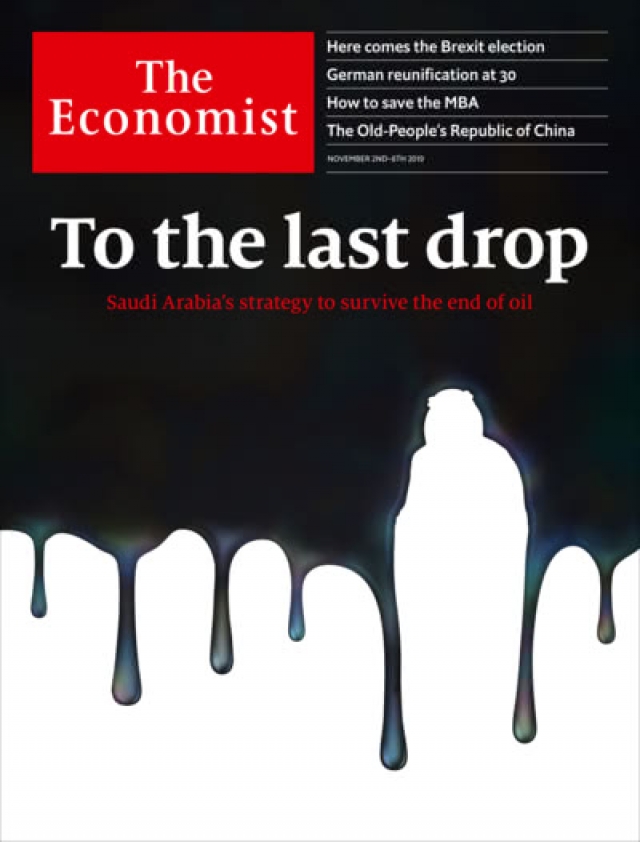 The
Economist
Here comes the Brexit election
German reunification at 30
How to save the MBA
The Old-People's Republic of China
NOVEMBER 2ND–8TH 2019
To the last drop
Saudi Arabia's strategy to survive the end of oil